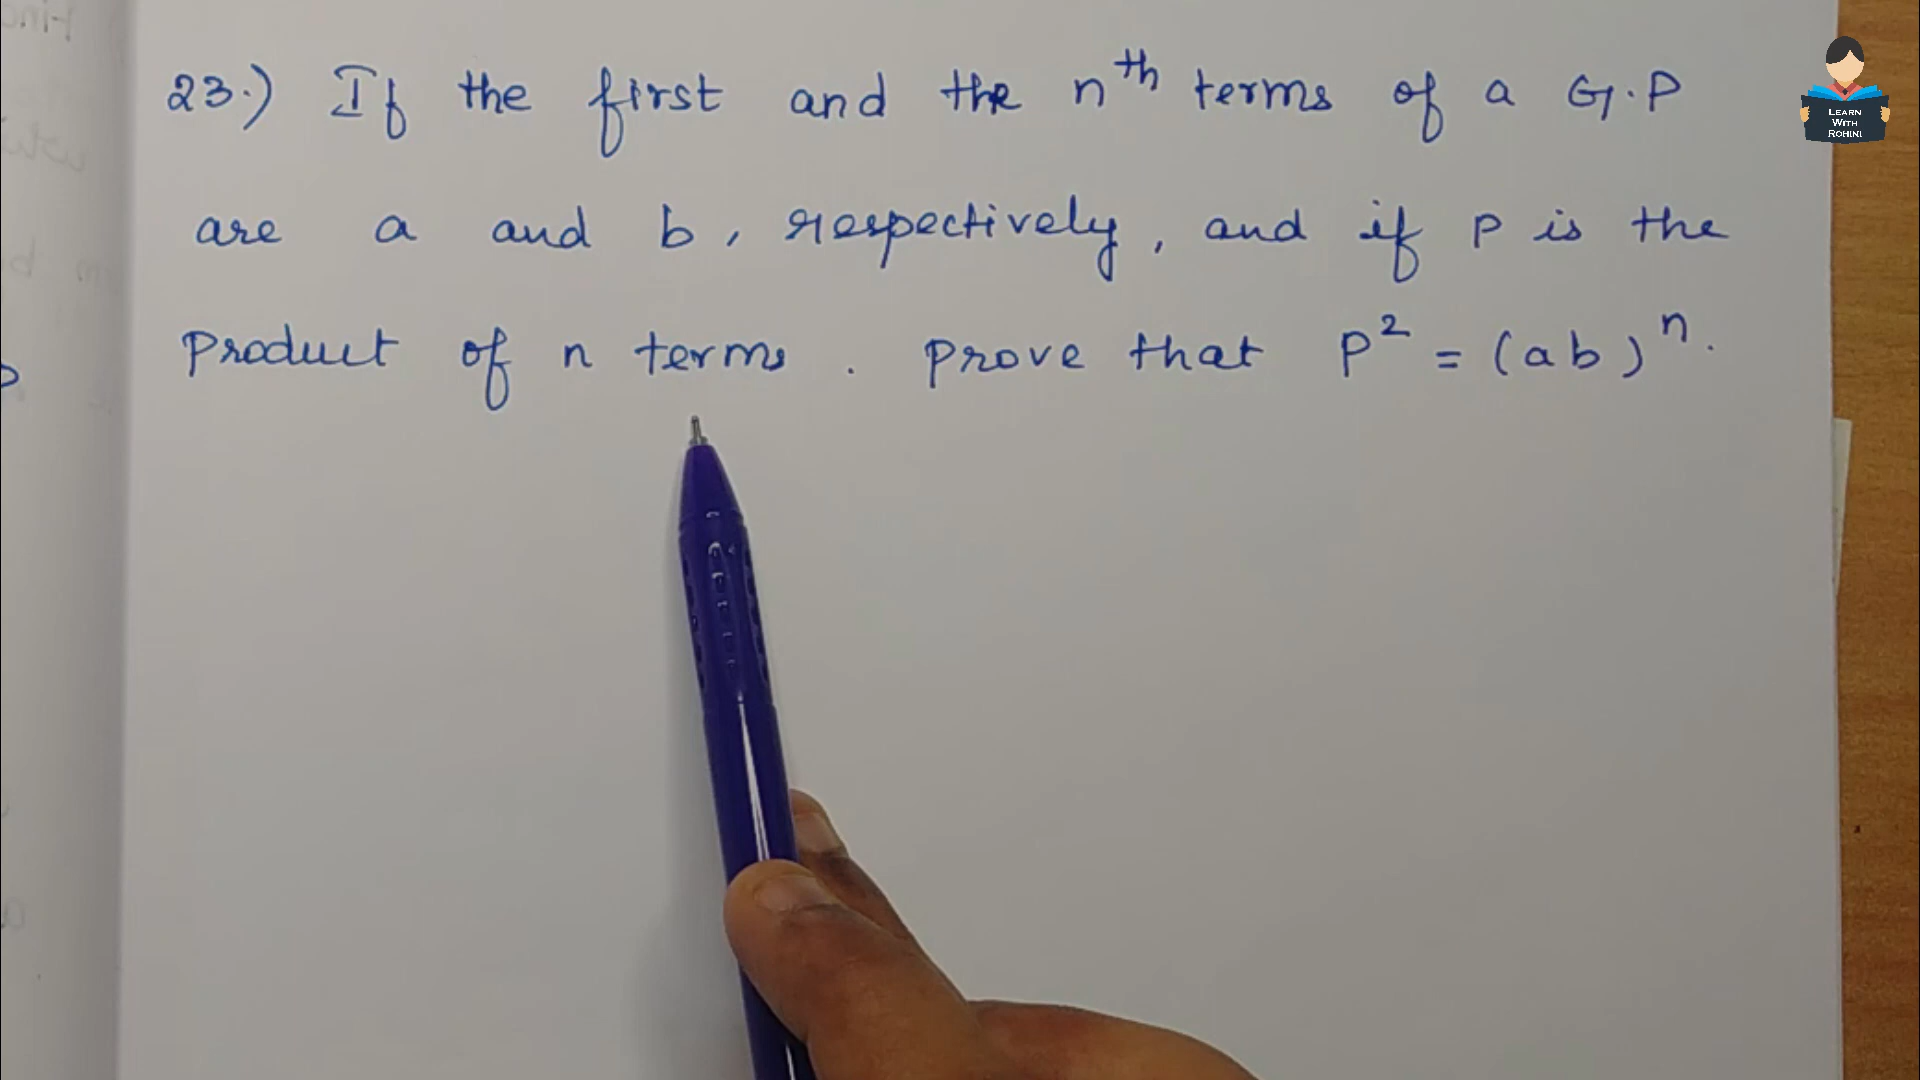 23.) If the first and the nth terms of a G.P
are a and b, respectively, and if P is the
Product of n terms. prove that P² = (ab)ⁿ.
LEARN
WITH
ROHINI